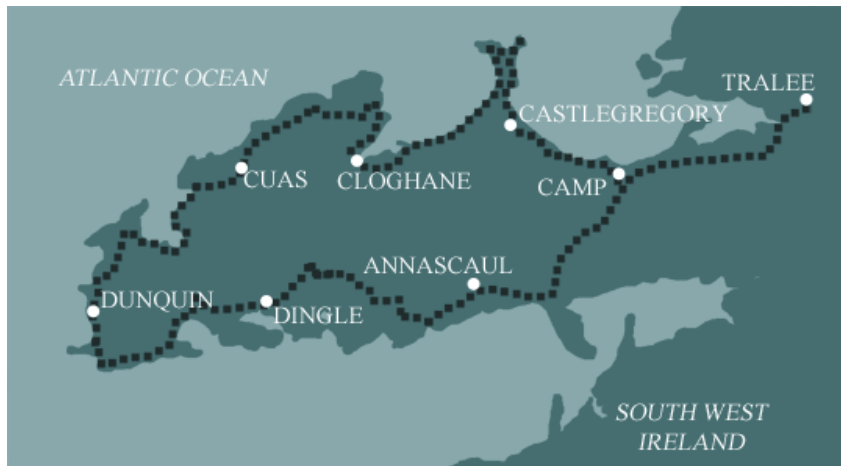 ATLANTIC OCEAN
TRALEE
CASTLEGREGORY
CUAS
CLOGHANE
CAMP
ANNASCAUL
DUNQUIN
DINGLE
SOUTH WEST
IRELAND